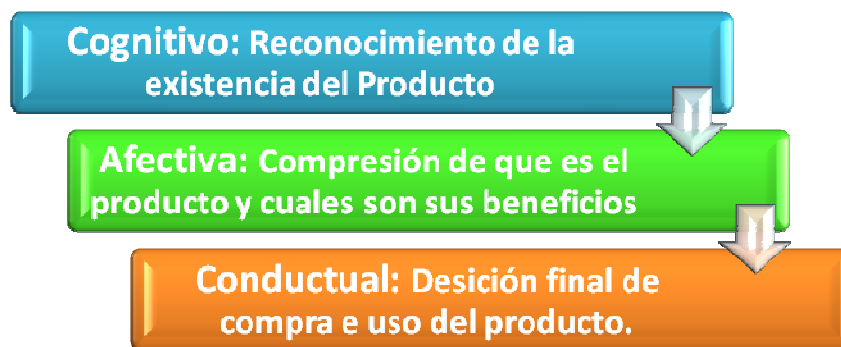 Cognitivo: Reconocimiento de la
existencia del Producto
Afectiva: Compresión de que es el
producto y cuales son sus beneficios
Conductual: Desición final de
compra e uso del producto.